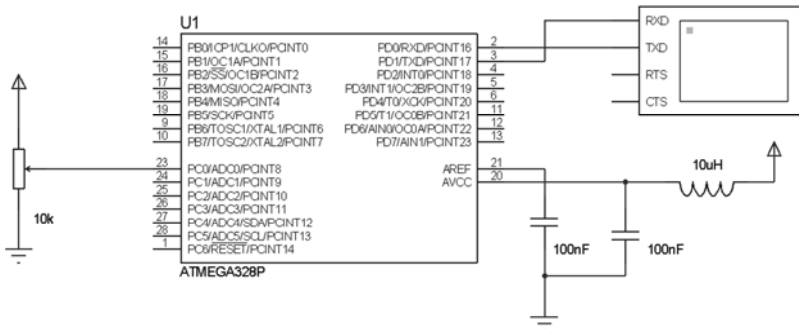 U1
14 PB0/ICP1/CLKO/PCINT0
15 PB1/OC1A/PCINT1
16 PB2/SS/OC1B/PCINT2
17 PB3/MOSI/OC2A/PCINT3
18 PB4/MISO/PCINT4
19 PB5/SCK/PCINT5
9 PB6/TOSC1/XTAL1/PCINT6
10 PB7/TOSC2/XTAL2/PCINT7
23 PC0/ADC0/PCINT8
24 PC1/ADC1/PCINT9
25 PC2/ADC2/PCINT10
26 PC3/ADC3/PCINT11
27 PC4/ADC4/SDA/PCINT12
28 PC5/ADC5/SCL/PCINT13
1 PC6/RESET/PCINT14
PD0/RXD/PCINT16 2
PD1/TXD/PCINT17 3
PD2/INT0/PCINT18 4
PD3/INT1/OC2B/PCINT19 5
PD4/T0/XCK/PCINT20 6
PD5/T1/OC0B/PCINT21 11
PD6/AIN0/OC0A/PCINT22 12
PD7/AIN1/PCINT23 13
AREF 21
AVCC 20
ATMEGA328P
10k
RXD
TXD
RTS
CTS
10uH
100nF
100nF